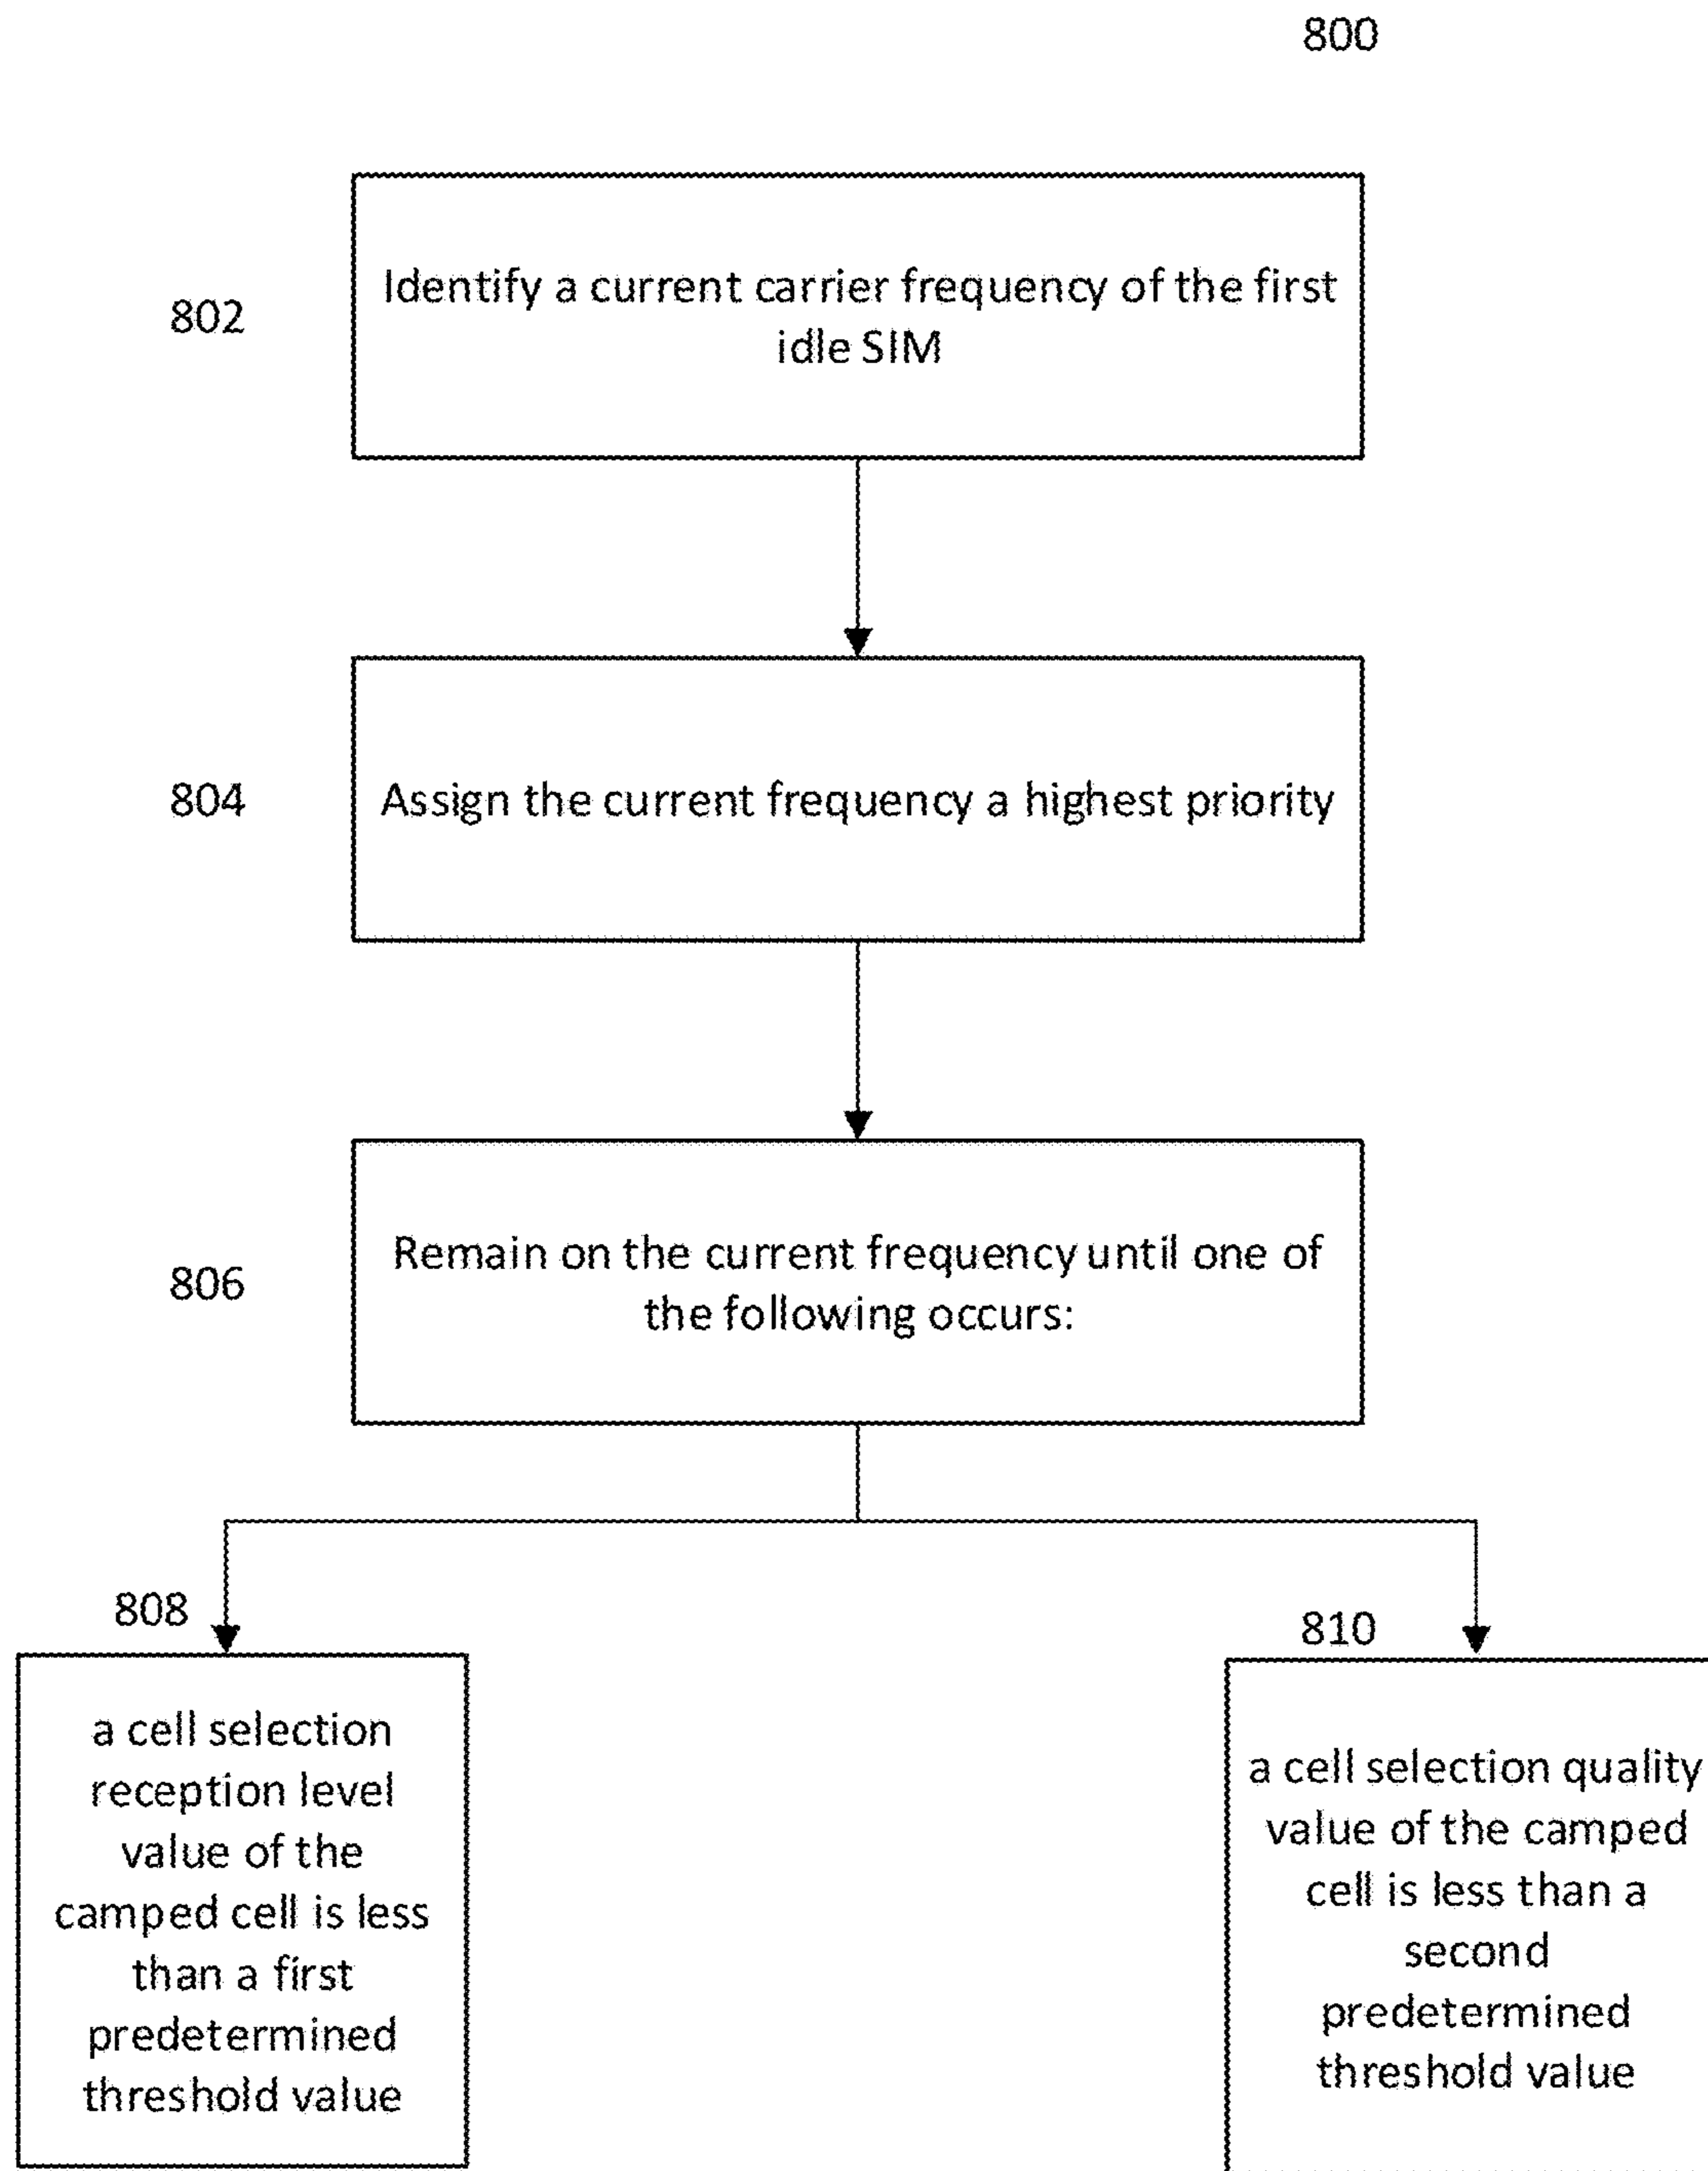 800
802
Identify a current carrier frequency of the first
idle SIM
804
Assign the current frequency a highest priority
806
Remain on the current frequency until one of
the following occurs:
808
a cell selection
reception level
value of the
camped cell is less
than a first
predetermined
threshold value
810
a cell selection quality
value of the camped
cell is less than a
second
predetermined
threshold value